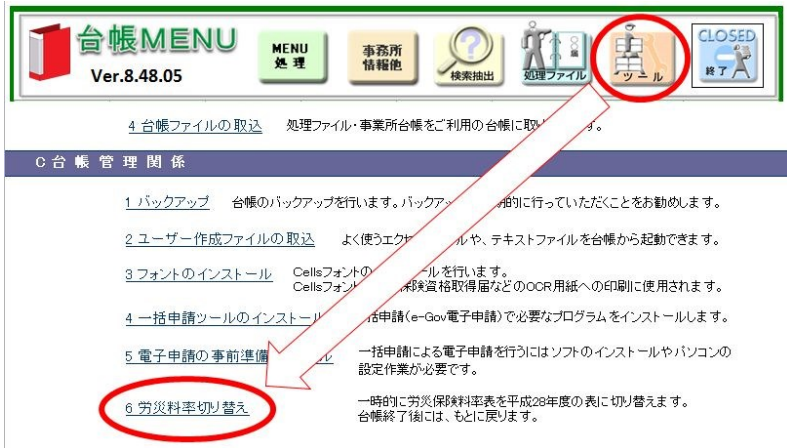 台帳MENU
Ver.8.48.05
MENU
処 理
事務所
情報他
検索抽出
処理ファイル
ツール
CLOSED
終了
4 台帳ファイルの取込 処理ファイル・事業所台帳をご利用の台帳に取り す。
C 台 帳 管 理 関 係
1 バックアップ 台帳のバックアップを行います。バックアッ 期的に行っていただくことをお勧めします。
2 ユーザー作成ファイルの取込 よく使うエクセ ルや、テキストファイルを台帳から起動できます。
3 フォントのインストール Cellsフォントの ールを行います。
Cellsフォン 保険資格取得届などのOCR用紙への印刷に使用されます。
4 一括申請ツールのインストール 括申請(e-Gov電子申請)で必要なプログラムをインストールします。
5 電子申請の事前準備 ル 一括申請による電子申請を行うにはソフトのインストールやパソコンの
設定作業が必要です。
6 労災料率切り替え 一時的に労災保険料率表を平成28年度の表に切り替えます。
台帳終了後には、もとに戻ります。